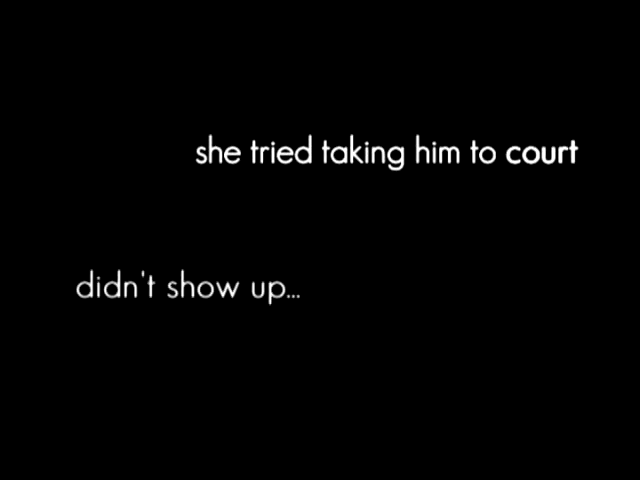 she tried taking him to court
didn't show up...